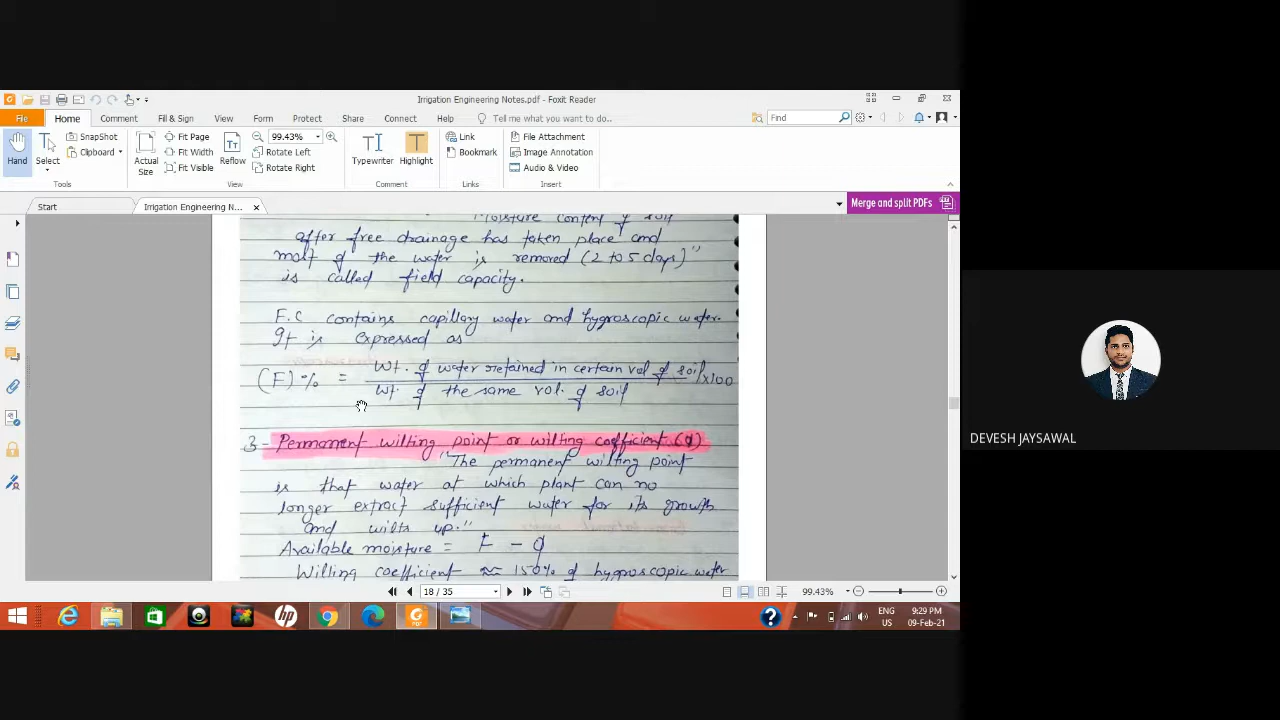 Irrigation Engineering Notes.pdf - Foxit Reader
File Home Comment Fill & Sign View Form Protect Share Connect Help Tell me what you want to do.. Find
Hand
Select
SnapShot
Clipboard
Actual Size
Fit Page
Fit Width
Fit Visible
Reflow
99.43%
Rotate Left
Rotate Right
Typewriter
Highlight
Link
Bookmark
File Attachment
Image Annotation
Audio & Video
Tools View Comment Links Insert
Start Irrigation Engineering No... Merge and split PDFs
Moisture content of soil
after free drainage has taken place and
most of the water is removed (2 to 5 days)"
is called field capacity.
F.C contains capillary water and hygroscopic water.
It is expressed as
(F)% = Wt. of water retained in certain vol of soil x100
Wt. of the same vol. of soil
3- Permanent wilting point or wilting coefficient (φ)
"The permanent wilting point
is that water at which plant can no
longer extract sufficient water for its growth
and wilts up."
Available moisture = F - φ
Willing coefficient ≈ 150% of hygroscopic water
18 / 35
99.43%
ENG
US
9:29 PM
09-Feb-21
DEVESH JAYSAWAL